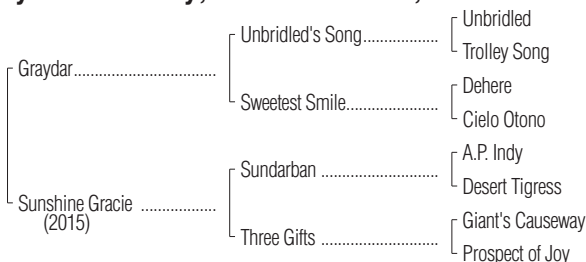 Graydar
Sunshine Gracie
(2015)
Unbridled's Song
Sweetest Smile
Sundarban
Three Gifts
Unbridled
Trolley Song
Dehere
Cielo Otono
A.P. Indy
Desert Tigress
Giant's Causeway
Prospect of Joy